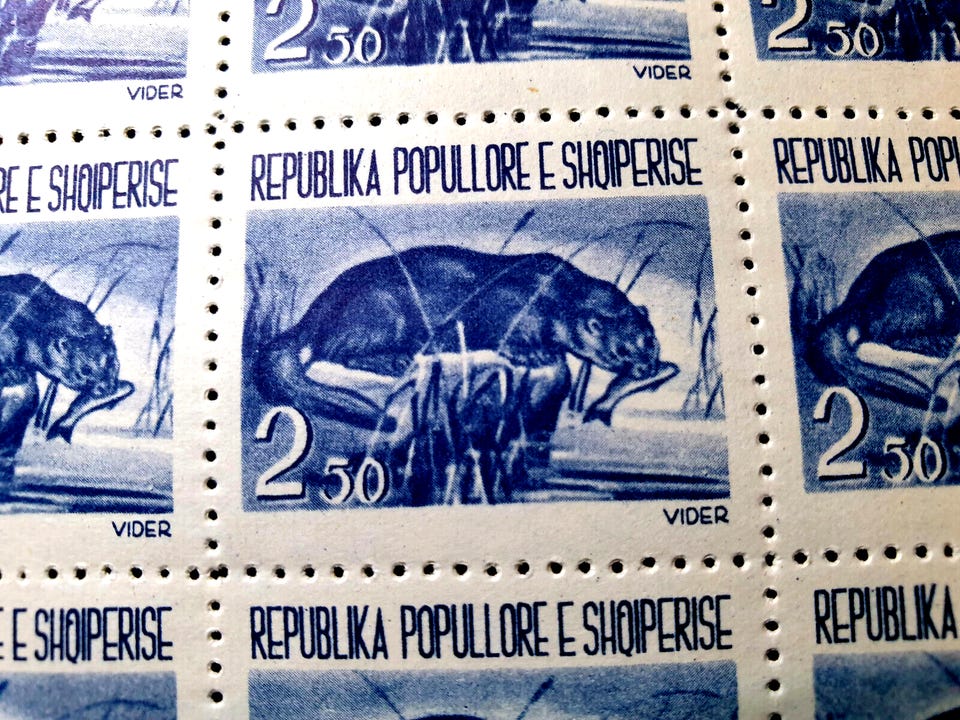 2 50
2 50
VIDER
VIDER
RE E SHQIPERISE
REPUBLIKA POPULLORE E SHQIPERISE
REPUBLIKA POP
2 50
2 50
VIDER
VIDER
E E SHQIPERISE
REPUBLIKA POPULLORE E SHQIPERISE
REPUBLIKA